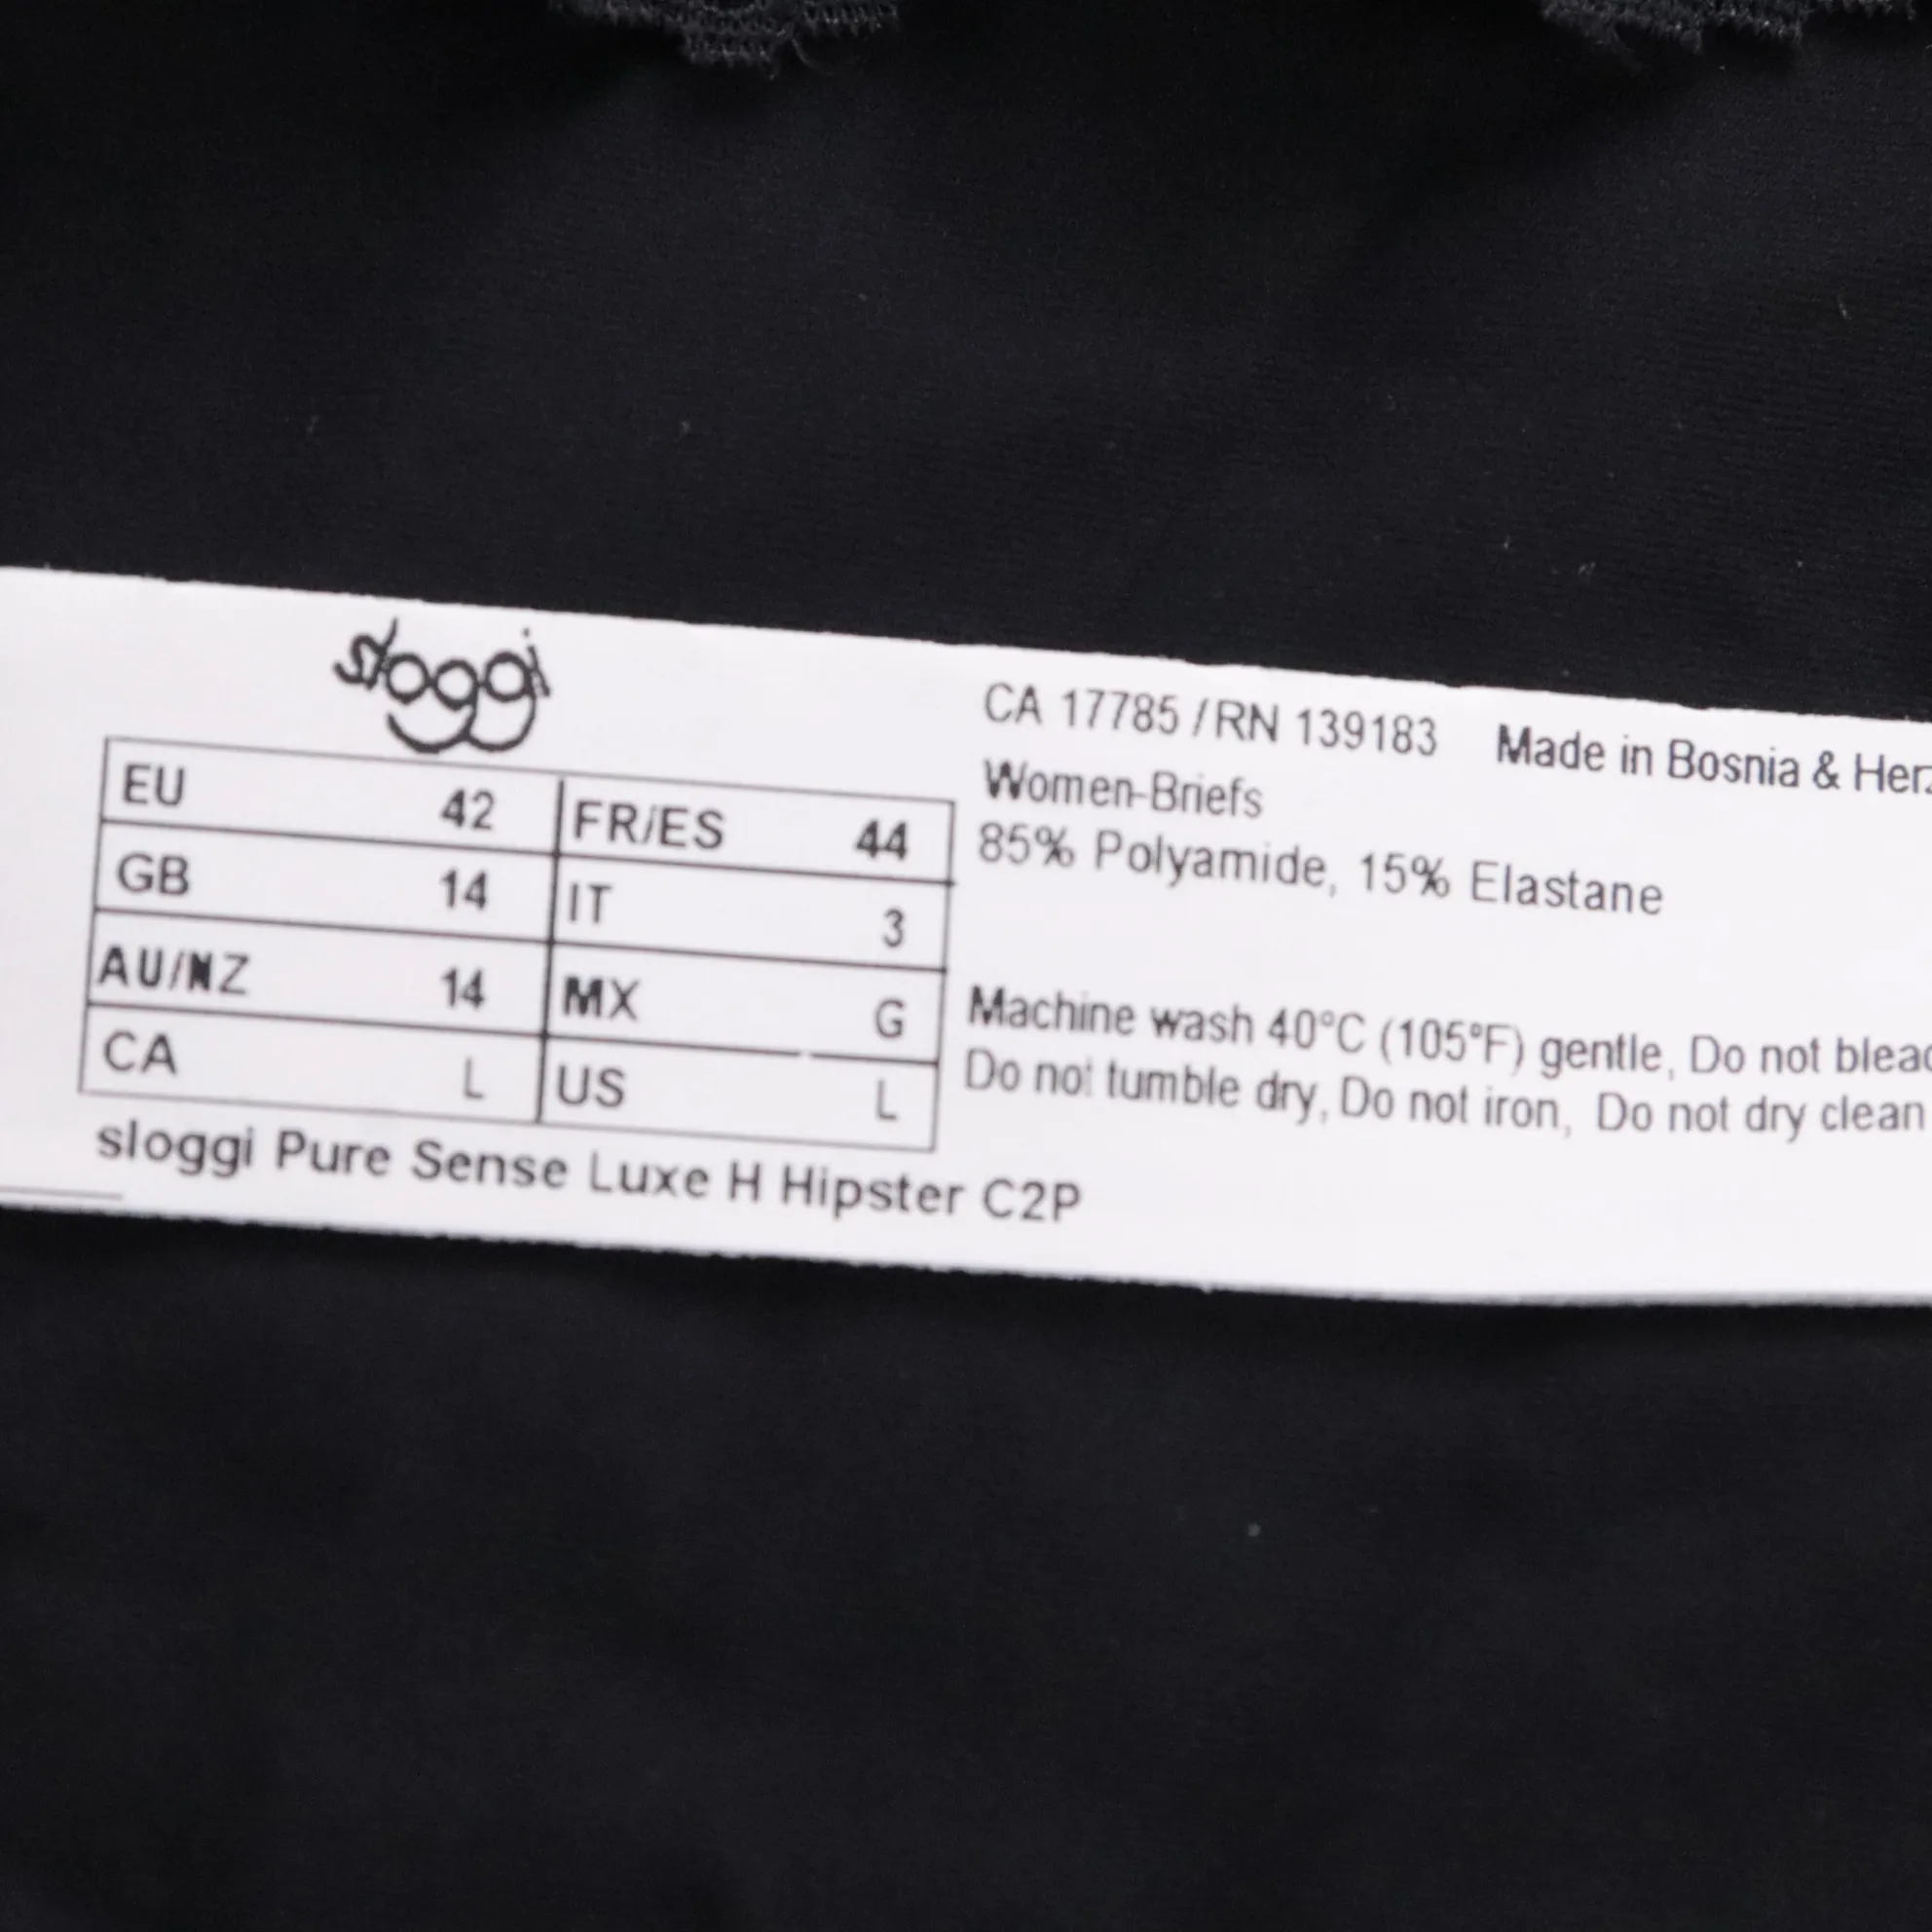 sloggi
EU 42 FR/ES 44
GB 14 IT 3
AU/NZ 14 MX G
CA L US L
sloggi Pure Sense Luxe H Hipster C2P
CA 17785 / RN 139183 Made in Bosnia & Herz
Women-Briefs
85% Polyamide, 15% Elastane
Machine wash 40°C (105°F) gentle, Do not bleac
Do not tumble dry, Do not iron, Do not dry clean